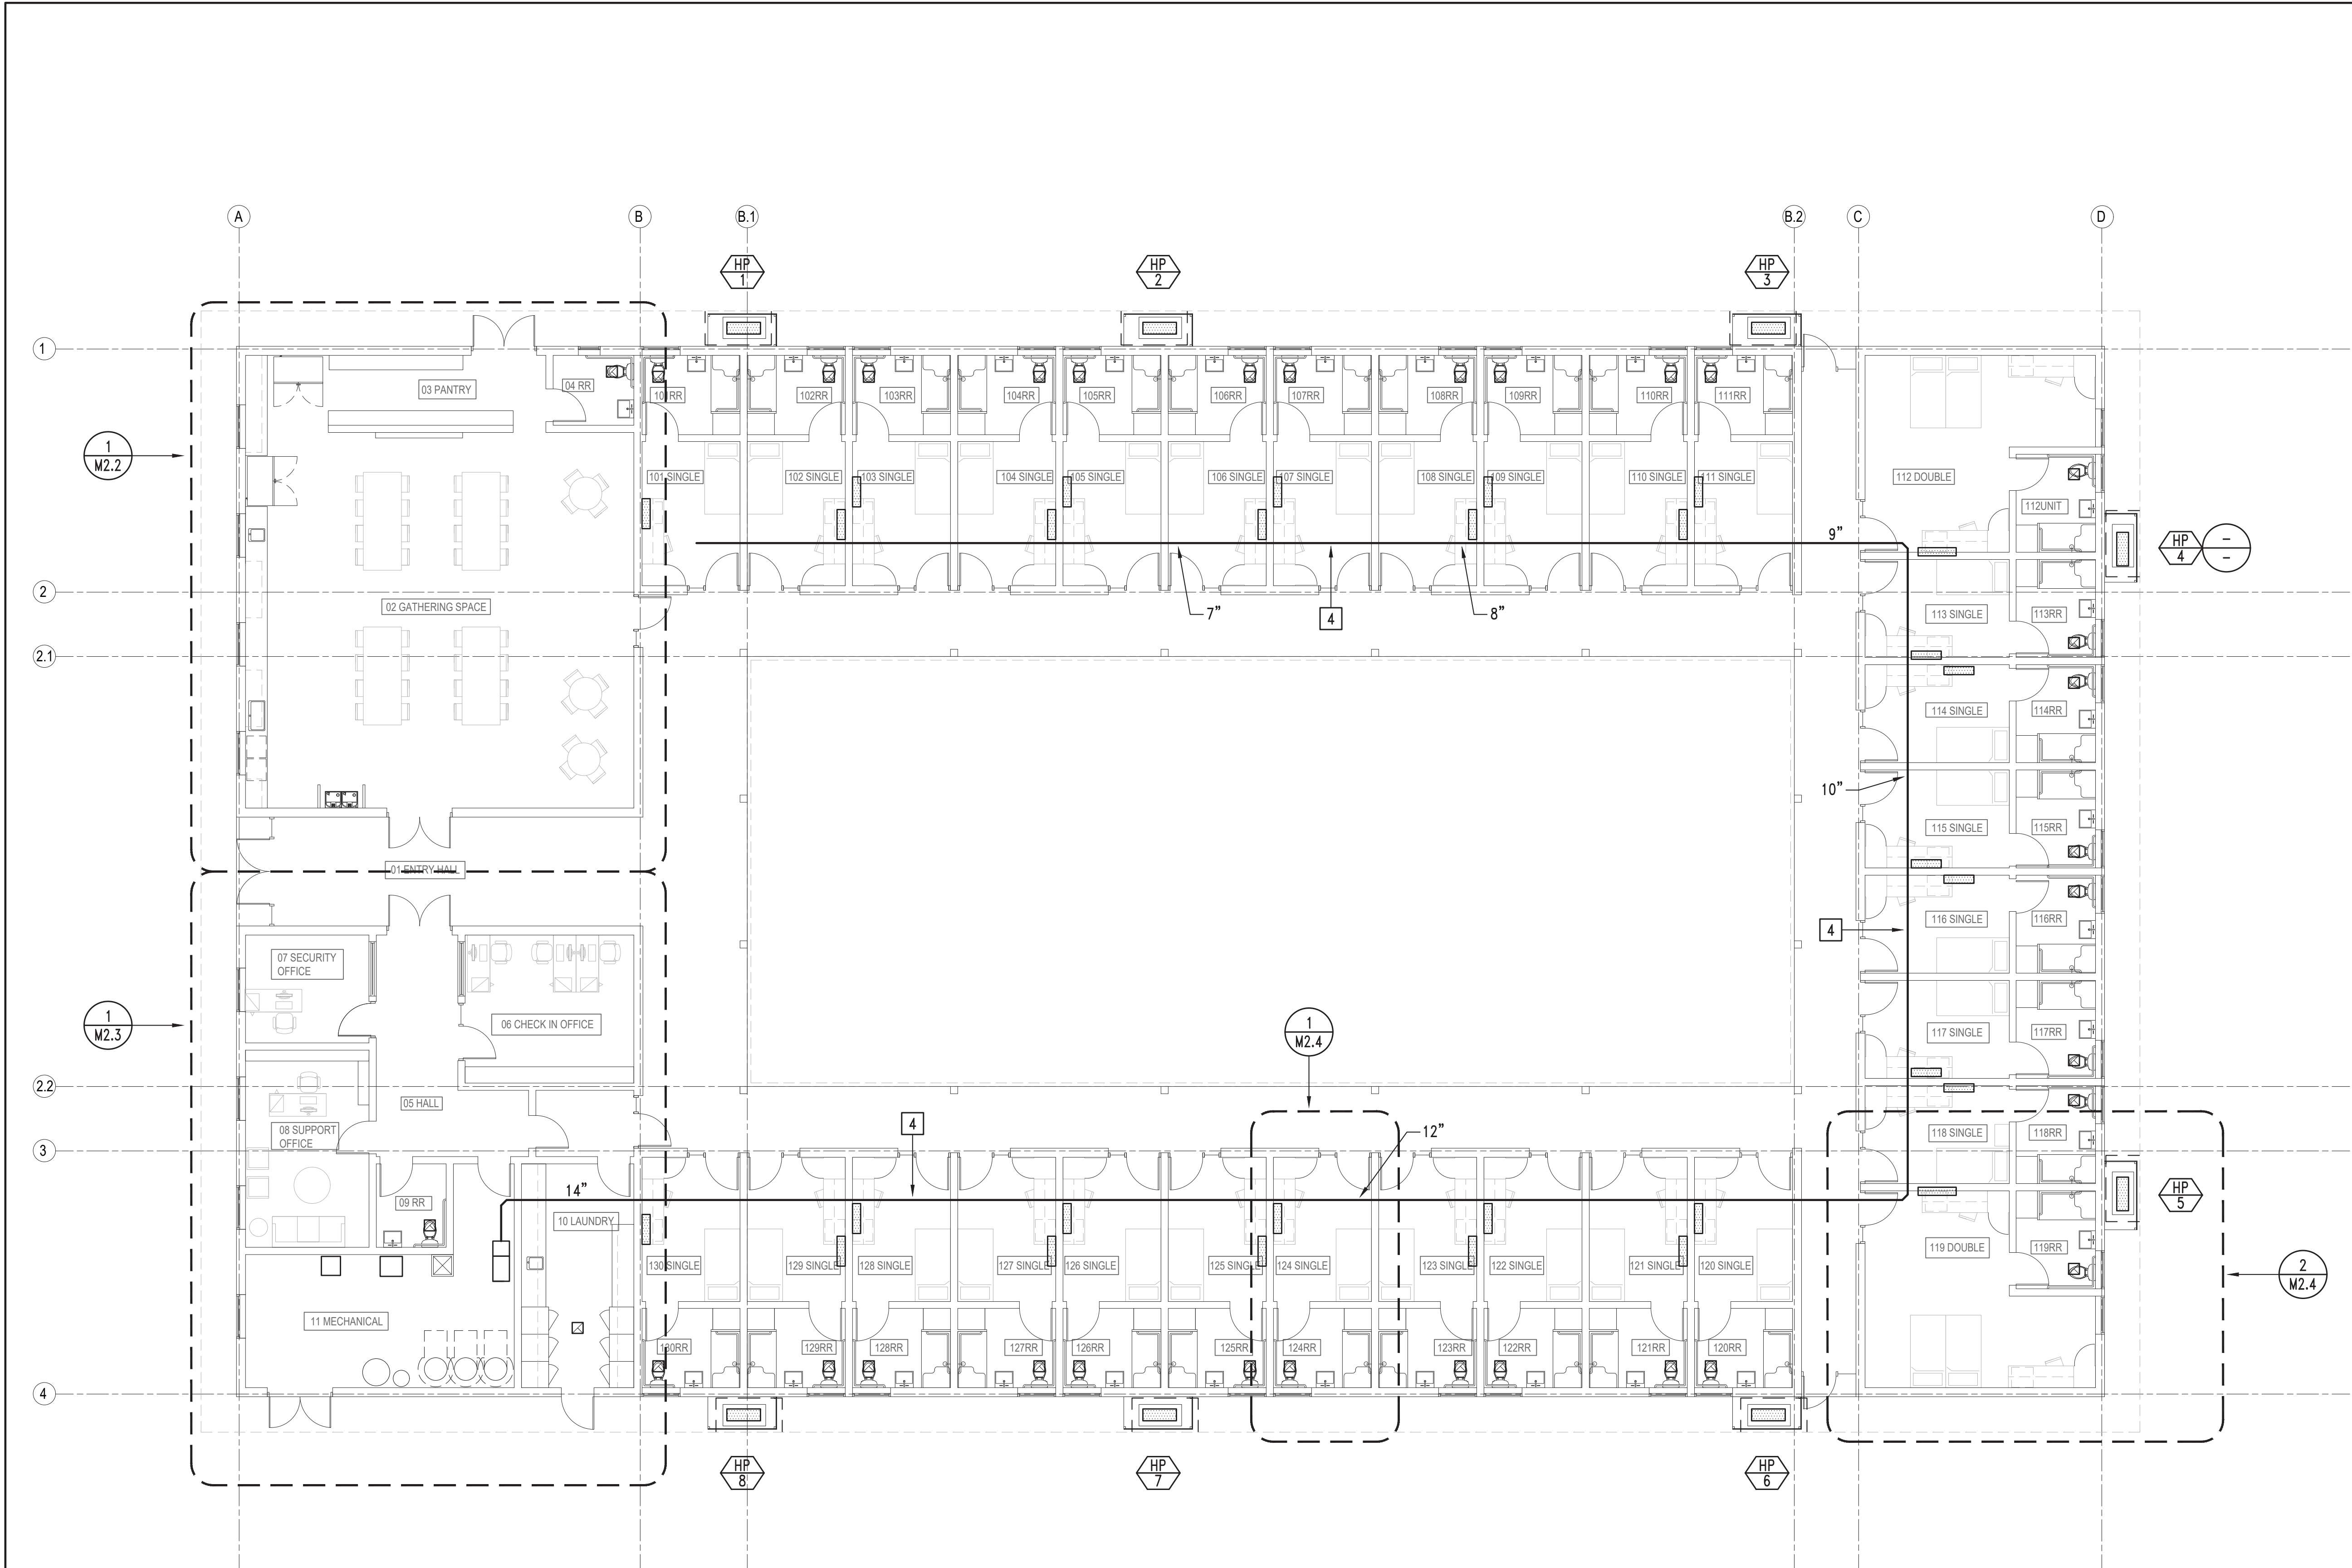 A
B
B.1
B.2
C
D
HP
1
HP
2
HP
3
1
03 PANTRY
04 RR
101RR
102RR
103RR
104RR
105RR
106RR
107RR
108RR
109RR
110RR
111RR
1
M2.2
101 SINGLE
102 SINGLE
103 SINGLE
104 SINGLE
105 SINGLE
106 SINGLE
107 SINGLE
108 SINGLE
109 SINGLE
110 SINGLE
111 SINGLE
112 DOUBLE
112UNIT
9"
HP
4
-
-
2
02 GATHERING SPACE
7"
4
8"
113 SINGLE
113RR
2.1
114 SINGLE
114RR
10"
115 SINGLE
115RR
01 ENTRY HALL
116 SINGLE
116RR
4
07 SECURITY
OFFICE
1
M2.3
06 CHECK IN OFFICE
1
M2.4
117 SINGLE
117RR
2.2
05 HALL
08 SUPPORT
OFFICE
4
12"
118 SINGLE
118RR
3
14"
09 RR
10 LAUNDRY
HP
5
130 SINGLE
129 SINGLE
128 SINGLE
127 SINGLE
126 SINGLE
125 SINGLE
124 SINGLE
123 SINGLE
122 SINGLE
121 SINGLE
120 SINGLE
119 DOUBLE
119RR
2
M2.4
11 MECHANICAL
130RR
129RR
128RR
127RR
126RR
125RR
124RR
123RR
122RR
121RR
120RR
4
HP
8
HP
7
HP
6